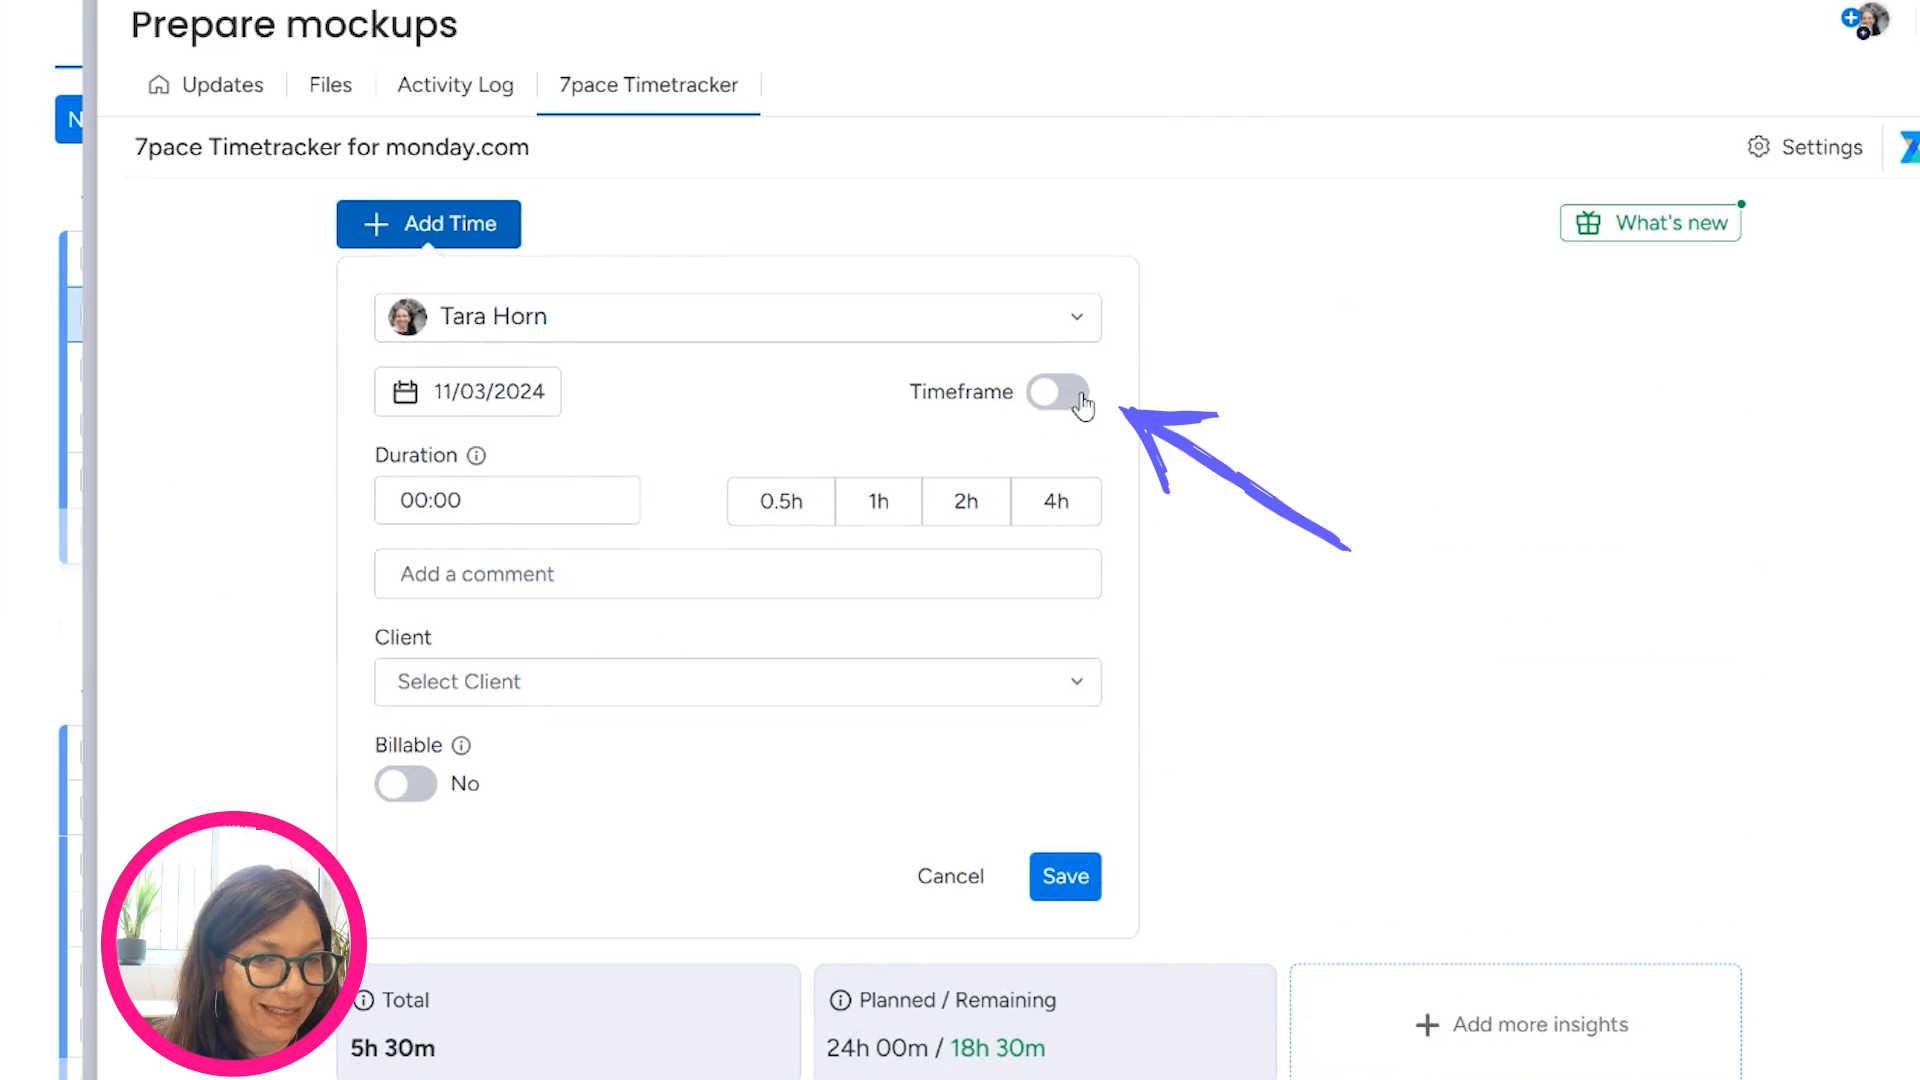 Prepare mockups
Updates
Files
Activity Log
7pace Timetracker
N
7pace Timetracker for monday.com
Settings
Add Time
What's new
Tara Horn
11/03/2024
Timeframe
Duration
00:00
0.5h
1h
2h
4h
Add a comment
Client
Select Client
Billable
No
Cancel
Save
Total
5h 30m
Planned / Remaining
24h 00m / 18h 30m
Add more insights